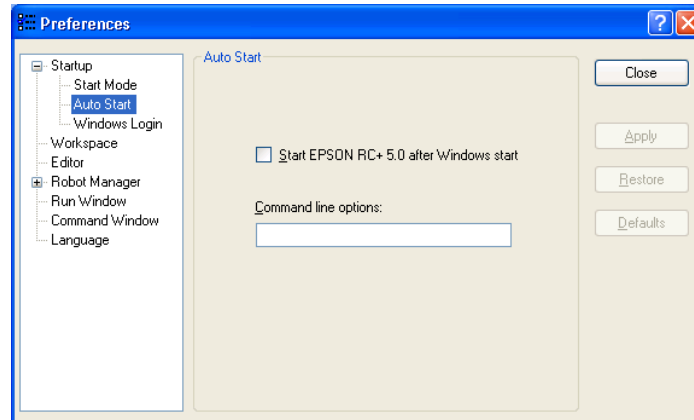 Preferences
Startup
Start Mode
Auto Start
Windows Login
Workspace
Editor
Robot Manager
Run Window
Command Window
Language
Auto Start
Start EPSON RC+ 5.0 after Windows start
Command line options:
Close
Apply
Restore
Defaults